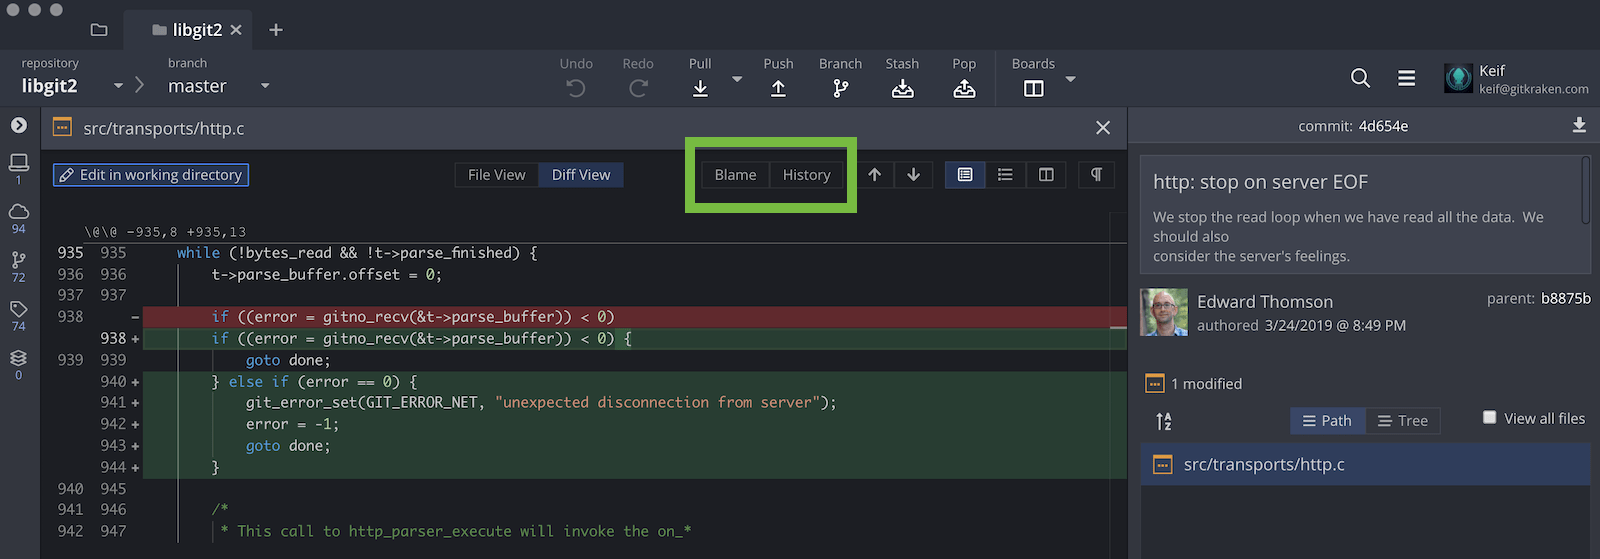 libgit2
repository
libgit2
branch
master
Undo
Redo
Pull
Push
Branch
Stash
Pop
Boards
Keif
keif@gitkraken.com
src/transports/http.c
commit: 4d654e
1
94
72
74
0
Edit in working directory
File View
Diff View
Blame
History
\@\@ -935,8 +935,13
935 935 while (!bytes_read && !t->parse_finished) {
936 936 t->parse_buffer.offset = 0;
937 937
938 - if ((error = gitno_recv(&t->parse_buffer)) < 0)
938 + if ((error = gitno_recv(&t->parse_buffer)) < 0) {
939 939 goto done;
940 + } else if (error == 0) {
941 + git_error_set(GIT_ERROR_NET, "unexpected disconnection from server");
942 + error = -1;
943 + goto done;
944 + }
940 945
941 946 /*
942 947 * This call to http_parser_execute will invoke the on_*
http: stop on server EOF
We stop the read loop when we have read all the data. We
should also
consider the server's feelings.
Edward Thomson
authored 3/24/2019 @ 8:49 PM
parent: b8875b
1 modified
Path
Tree
View all files
src/transports/http.c